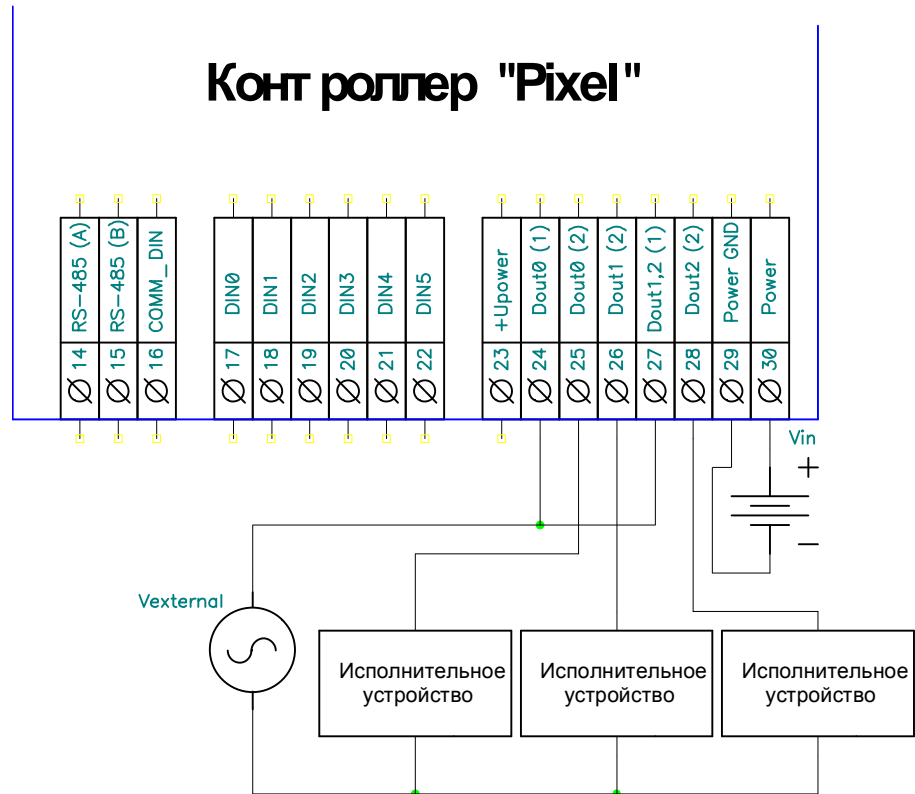 Контроллер "Pixel"
RS-485 (A)
RS-485 (B)
COMM_DIN
DIN0
DIN1
DIN2
DIN3
DIN4
DIN5
+Upower
Dout0 (1)
Dout0 (2)
Dout1 (2)
Dout1,2 (1)
Dout2 (2)
Power GND
Power
14
15
16
17
18
19
20
21
22
23
24
25
26
27
28
29
30
Vin
+
−
Vexternal
Исполнительное
устройство
Исполнительное
устройство
Исполнительное
устройство